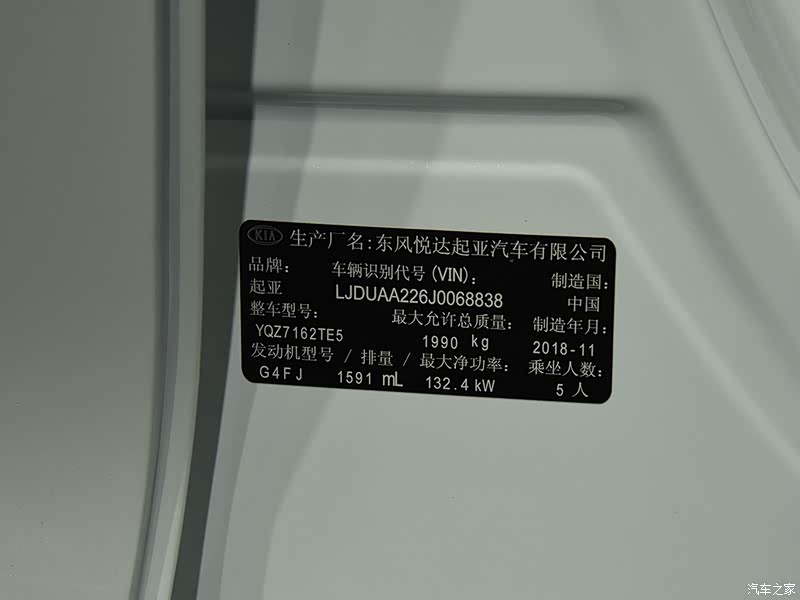 KIA 生产厂名:东风悦达起亚汽车有限公司
品牌: 车辆识别代号(VIN): 制造国:
起亚 LJDUAA226J0068838 中国
整车型号: 最大允许总质量: 制造年月:
YQZ7162TE5 1990 kg 2018-11
发动机型号 / 排量 / 最大净功率: 乘坐人数:
G4FJ 1591 mL 132.4 kW 5 人
汽车之家